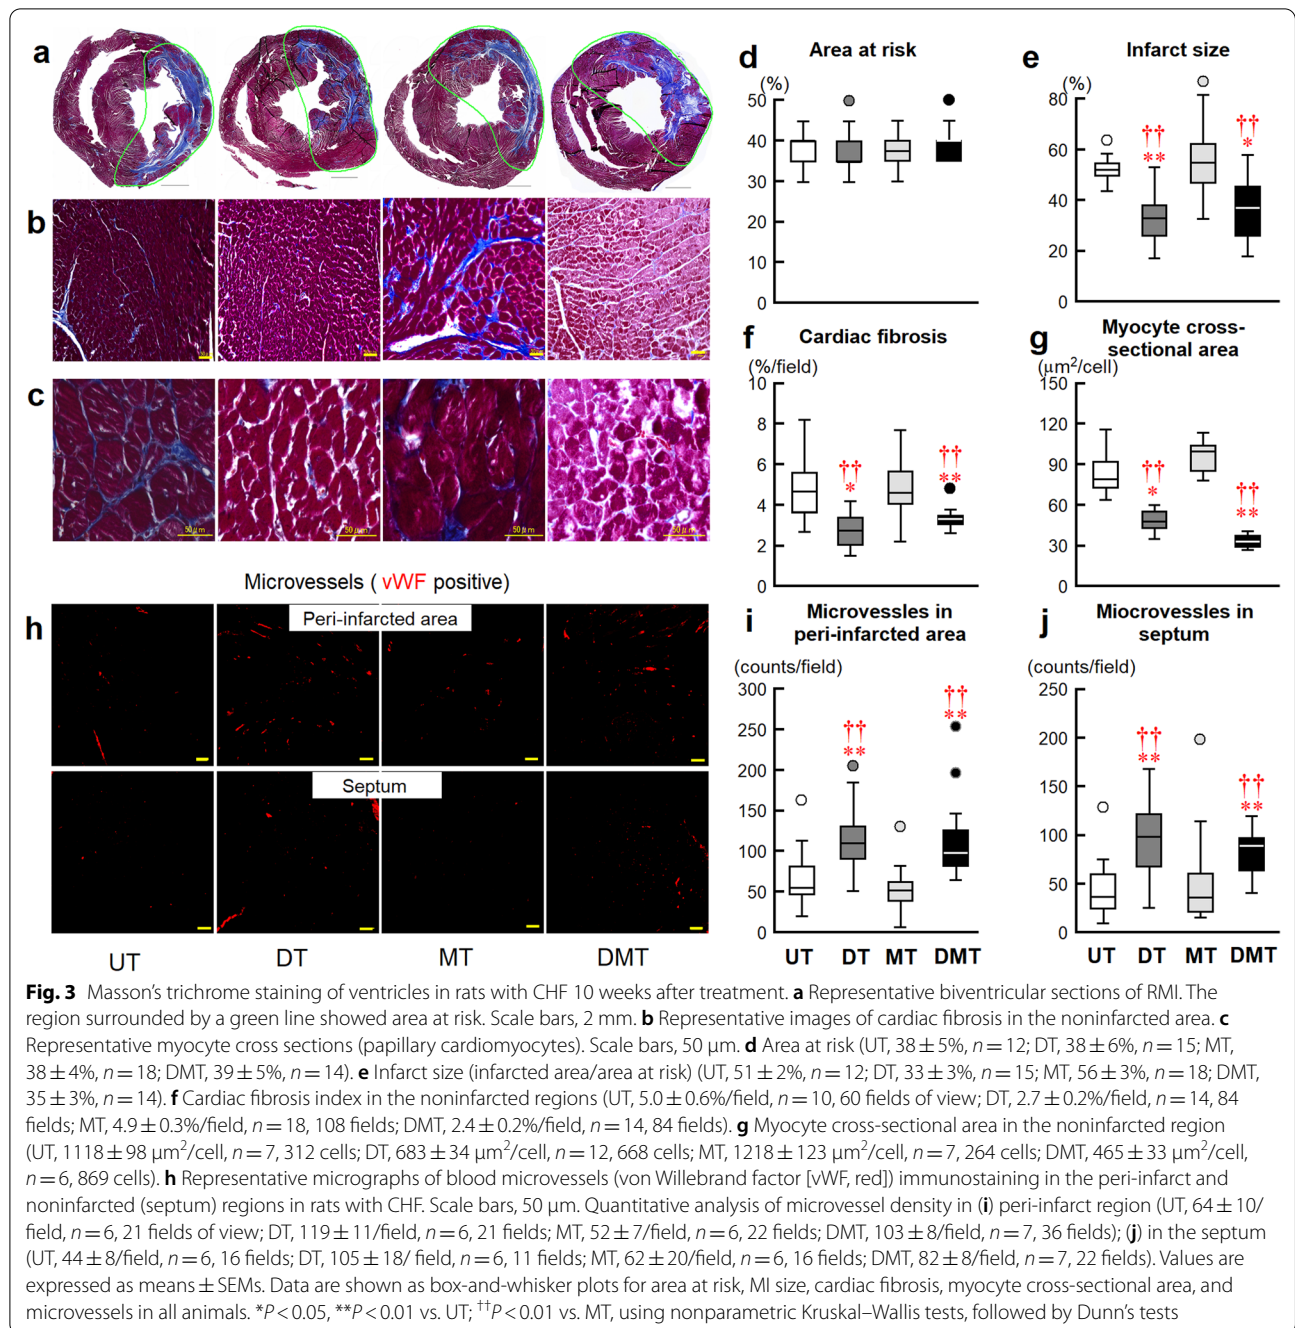 a
b
50 μm
50 μm
50 μm
c
Microvessels ( vWF positive)
h
Peri-infarcted area
Septum
UT
DT
MT
DMT
d
Area at risk
(%)
50
40
30
20
10
0
e
Infarct size
(%)
80
60
40
20
0
††
**
††
*
f
Cardiac fibrosis
(%/field)
10
8
6
4
2
0
††
*
††
**
g
Myocyte cross-
sectional area
(μm²/cell)
150
120
90
60
30
0
††
*
††
**
i
Microvessles in
peri-infarcted area
(counts/field)
300
250
200
150
100
50
0
††
**
††
**
UT DT MT DMT
j
Miocrovessles in
septum
(counts/field)
250
200
150
100
50
0
††
**
††
**
UT DT MT DMT
Fig. 3 Masson’s trichrome staining of ventricles in rats with CHF 10 weeks after treatment. a Representative biventricular sections of RMI. The
region surrounded by a green line showed area at risk. Scale bars, 2 mm. b Representative images of cardiac fibrosis in the noninfarcted area. c
Representative myocyte cross sections (papillary cardiomyocytes). Scale bars, 50 μm. d Area at risk (UT, 38 ± 5%, n = 12; DT, 38 ± 6%, n = 15; MT,
38 ± 4%, n = 18; DMT, 39 ± 5%, n = 14). e Infarct size (infarcted area/area at risk) (UT, 51 ± 2%, n = 12; DT, 33 ± 3%, n = 15; MT, 56 ± 3%, n = 18; DMT,
35 ± 3%, n = 14). f Cardiac fibrosis index in the noninfarcted regions (UT, 5.0 ± 0.6%/field, n = 10, 60 fields of view; DT, 2.7 ± 0.2%/field, n = 14, 84
fields; MT, 4.9 ± 0.3%/field, n = 18, 108 fields; DMT, 2.4 ± 0.2%/field, n = 14, 84 fields). g Myocyte cross-sectional area in the noninfarcted region
(UT, 1118 ± 98 μm²/cell, n = 7, 312 cells; DT, 683 ± 34 μm²/cell, n = 12, 668 cells; MT, 1218 ± 123 μm²/cell, n = 7, 264 cells; DMT, 465 ± 33 μm²/cell,
n = 6, 869 cells). h Representative micrographs of blood microvessels (von Willebrand factor [vWF, red]) immunostaining in the peri-infarct and
noninfarcted (septum) regions in rats with CHF. Scale bars, 50 μm. Quantitative analysis of microvessel density in (i) peri-infarct region (UT, 64 ± 10/
field, n = 6, 21 fields of view; DT, 119 ± 11/field, n = 6, 21 fields; MT, 52 ± 7/field, n = 6, 22 fields; DMT, 103 ± 8/field, n = 7, 36 fields); (j) in the septum
(UT, 44 ± 8/field, n = 6, 16 fields; DT, 105 ± 18/ field, n = 6, 11 fields; MT, 62 ± 20/field, n = 6, 16 fields; DMT, 82 ± 8/field, n = 7, 22 fields). Values are
expressed as means ± SEMs. Data are shown as box-and-whisker plots for area at risk, MI size, cardiac fibrosis, myocyte cross-sectional area, and
microvessels in all animals. *P < 0.05, **P < 0.01 vs. UT; ††P < 0.01 vs. MT, using nonparametric Kruskal–Wallis tests, followed by Dunn’s tests